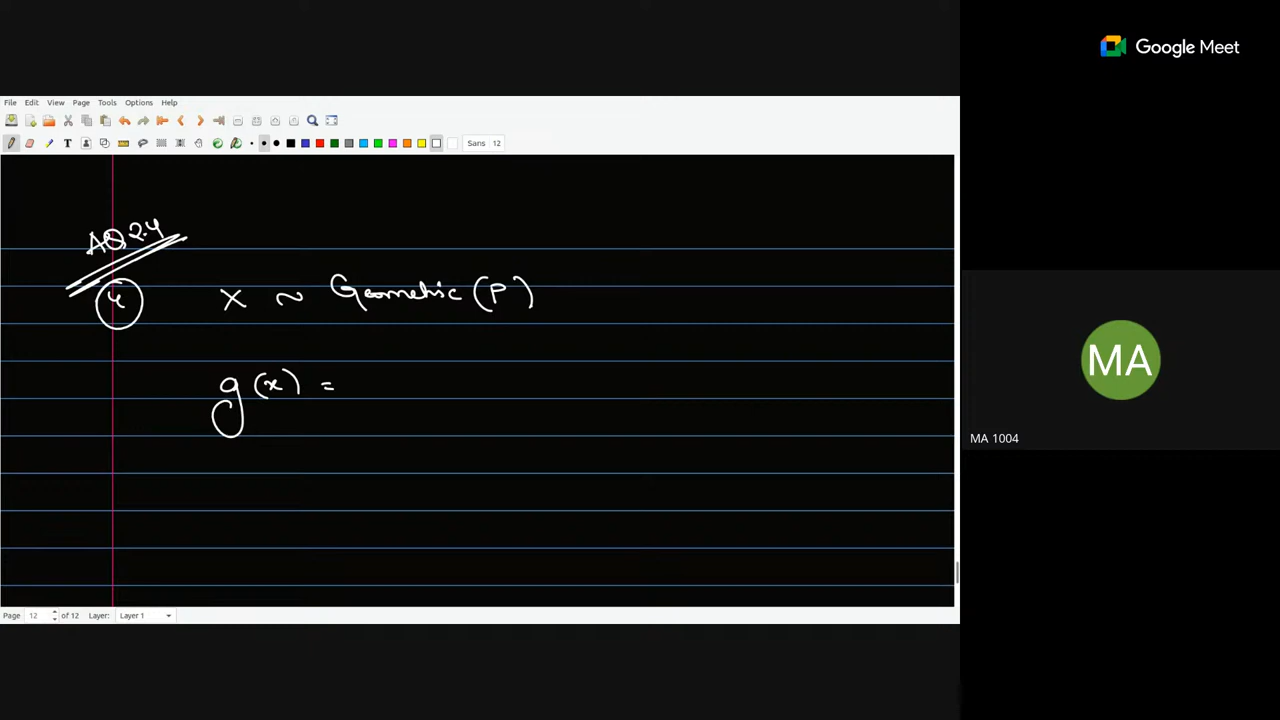 Google Meet
File Edit View Page Tools Options Help
Sans 12
AQ 2.4
4 X ~ Geometric (P)
g(x) =
MA
MA 1004
Page 12 of 12 Layer: Layer 1